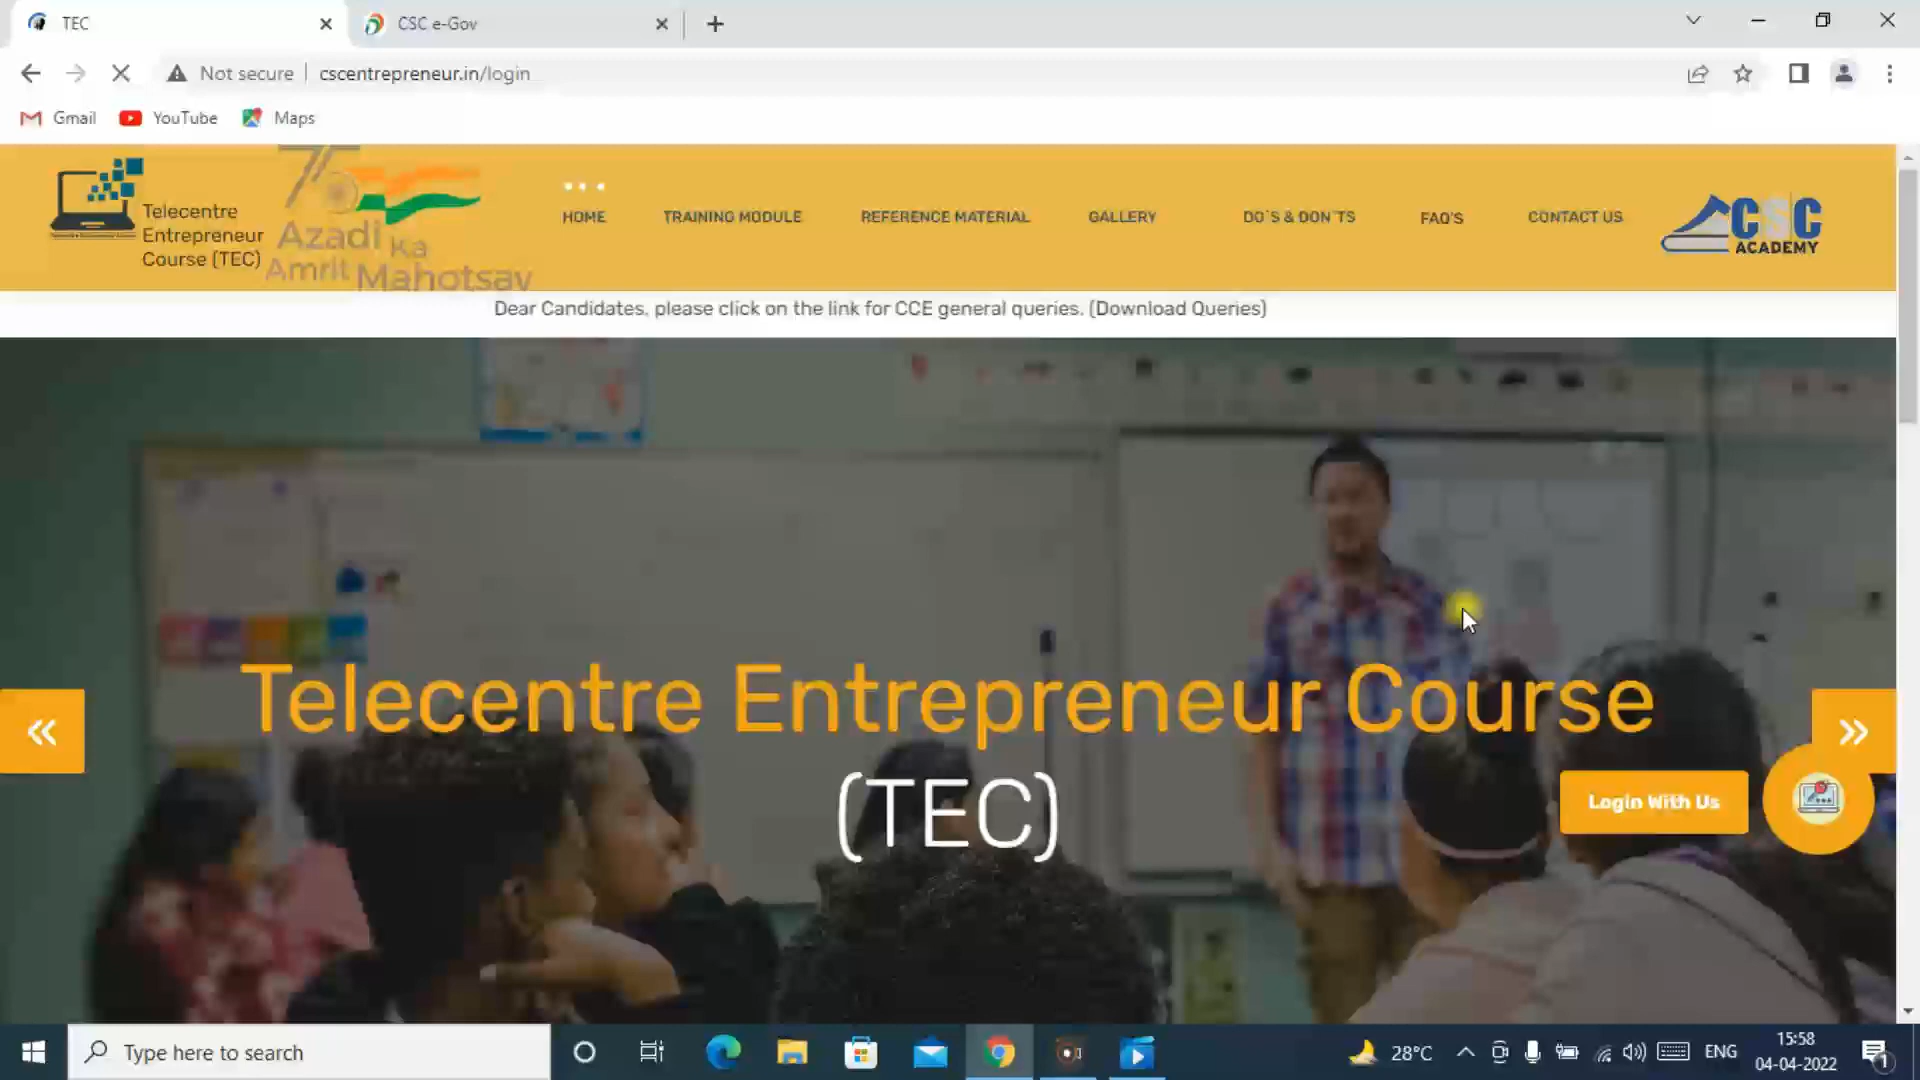 TEC
CSC e-Gov
Not secure
cscentrepreneur.in/login
Gmail
YouTube
Maps
Telecentre
Entrepreneur
Course (TEC)
75
Azadi Ka
Amrit Mahotsav
HOME
TRAINING MODULE
REFERENCE MATERIAL
GALLERY
DO`S & DON`TS
FAQ'S
CONTACT US
CSC
ACADEMY
Dear Candidates, please click on the link for CCE general queries. (Download Queries)
Telecentre Entrepreneur Course
(TEC)
Login With Us
Type here to search
28°C
ENG
15:58
04-04-2022
1